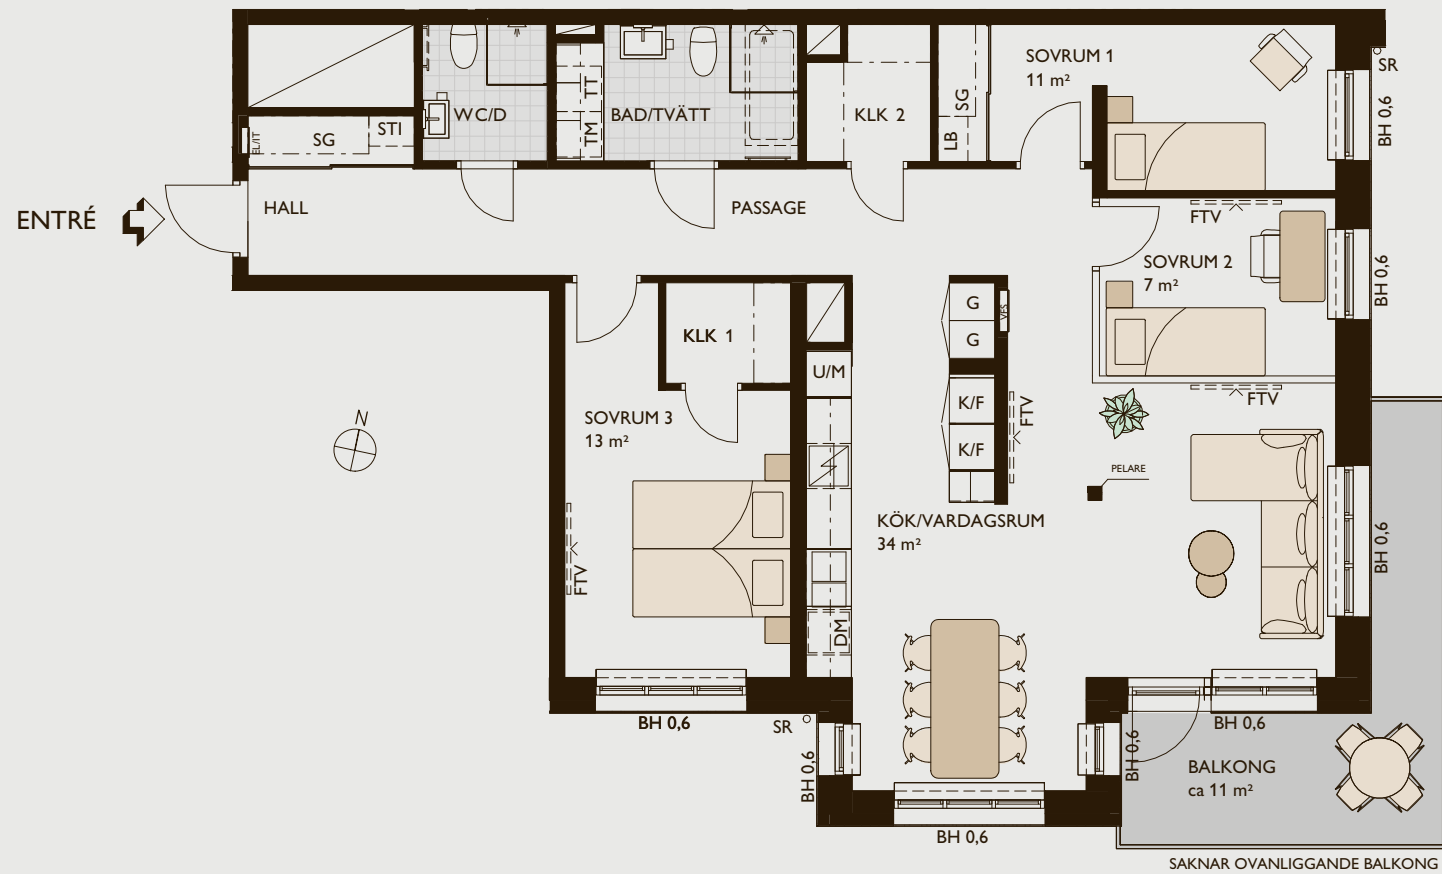 SOVRUM 1
11 m²
SR
BH 0,6
EL/IT
SG
STI
WC/D
TT
TM
BAD/TVÄTT
KLK 2
SG
LB
ENTRÉ
HALL
PASSAGE
FTV
SOVRUM 2
7 m²
BH 0,6
G
G
VFS
KLK 1
U/M
K/F
K/F
FTV
FTV
N
SOVRUM 3
13 m²
PELARE
KÖK/VARDAGSRUM
34 m²
BH 0,6
FTV
DM
BH 0,6
SR
BH 0,6
BH 0,6
BH 0,6
BALKONG
ca 11 m²
BH 0,6
SAKNAR OVANLIGGANDE BALKONG